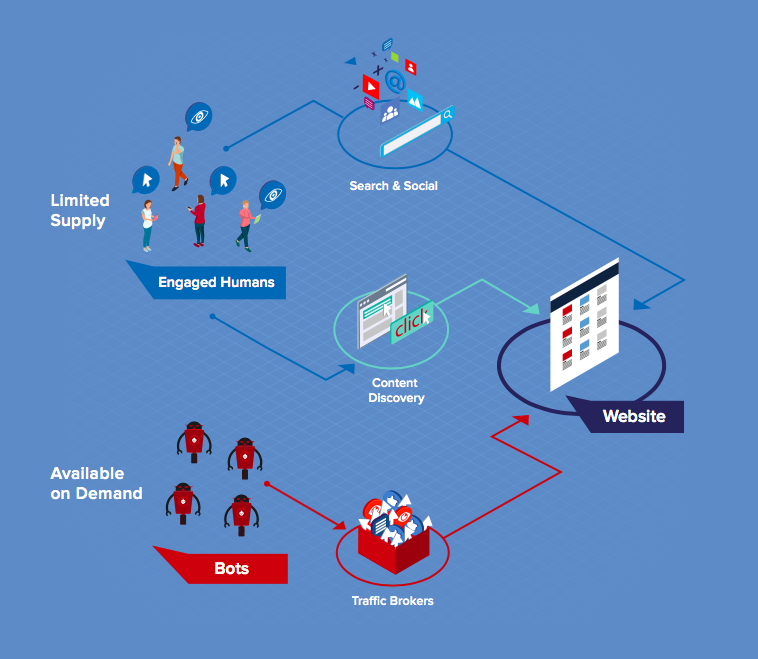 Search & Social
Limited
Supply
Engaged Humans
click
Content
Discovery
Website
Available
on Demand
Bots
Traffic Brokers